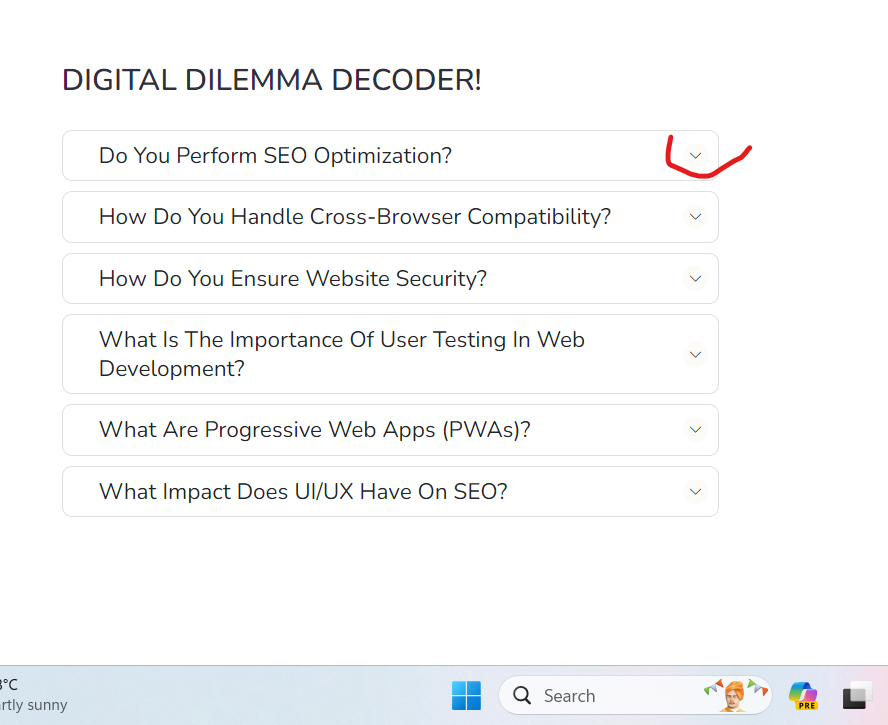 DIGITAL DILEMMA DECODER!
Do You Perform SEO Optimization?
How Do You Handle Cross-Browser Compatibility?
How Do You Ensure Website Security?
What Is The Importance Of User Testing In Web
Development?
What Are Progressive Web Apps (PWAs)?
What Impact Does UI/UX Have On SEO?
°C
rtly sunny
Search
PRE